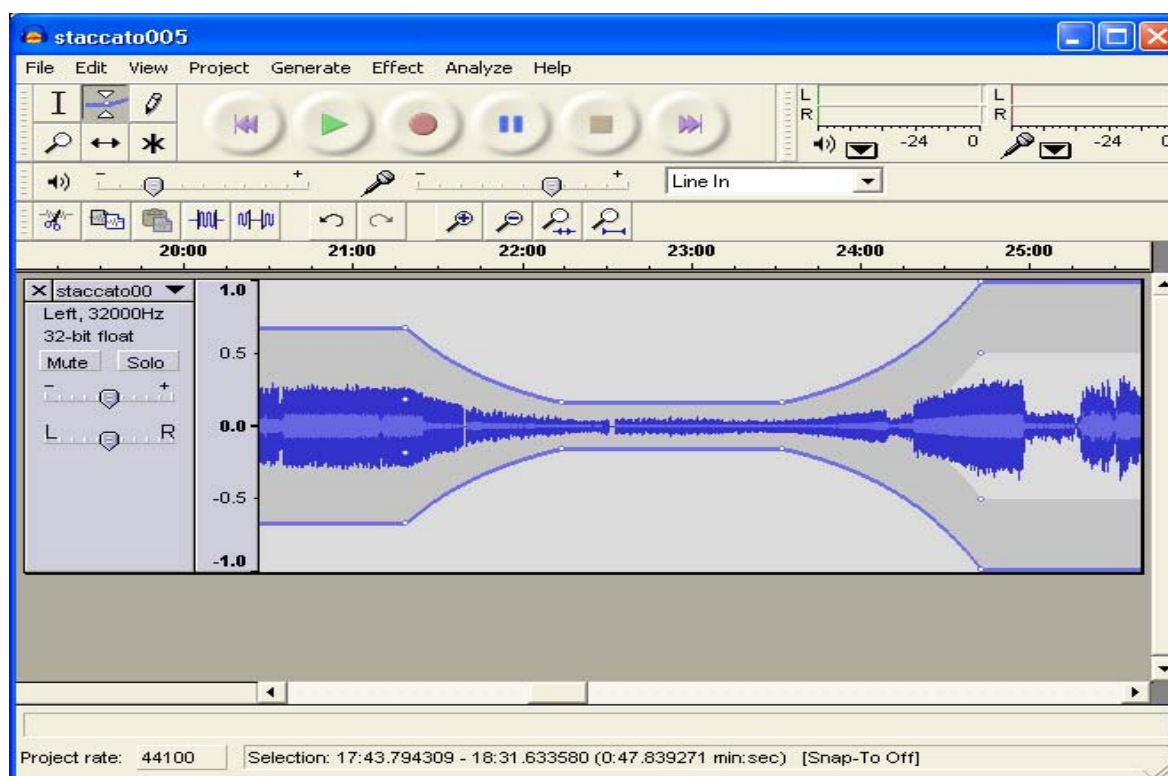 staccato005
File Edit View Project Generate Effect Analyze Help
L
R
-24 0
L
R
-24 0
- +
- +
Line In
20:00 21:00 22:00 23:00 24:00 25:00
X staccato00
Left, 32000Hz
32-bit float
Mute Solo
- +
L R
1.0
0.5
0.0
-0.5
-1.0
Project rate: 44100 Selection: 17:43.794309 - 18:31.633580 (0:47.839271 min:sec) [Snap-To Off]